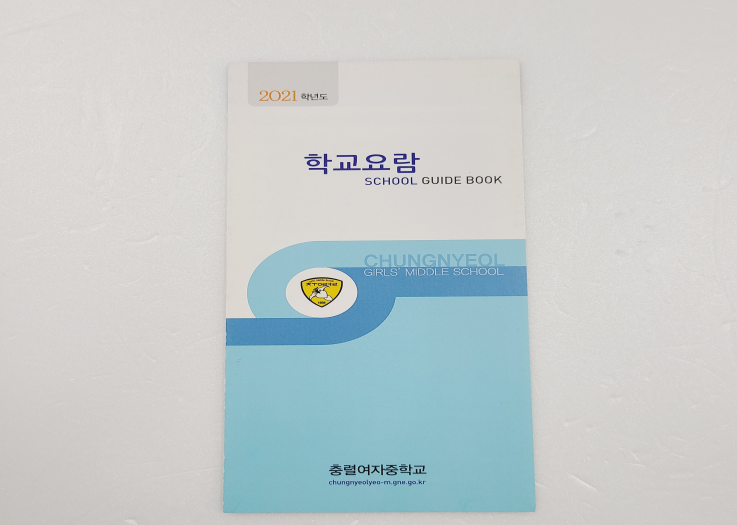 2021 학년도
학교요람
SCHOOL GUIDE BOOK
CHUNGNYEOL
GIRLS' MIDDLE SCHOOL
충렬여자중학교
chungnyeolyeo-m.gne.go.kr